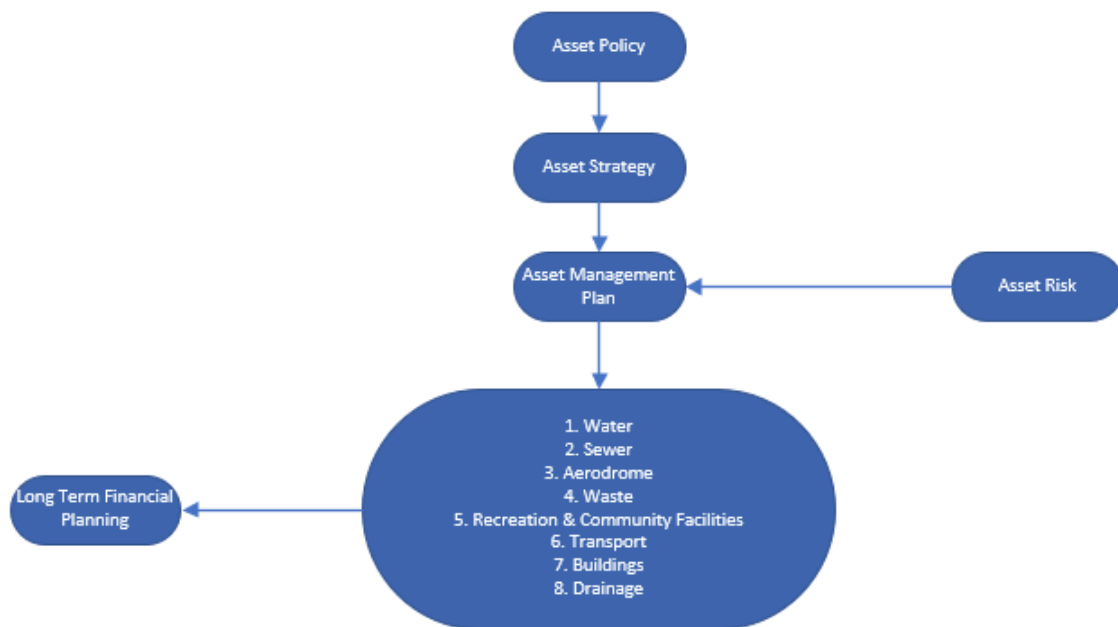 Asset Policy
Asset Strategy
Asset Management
Plan
Asset Risk
1. Water
2. Sewer
3. Aerodrome
4. Waste
5. Recreation & Community Facilities
6. Transport
7. Buildings
8. Drainage
Long Term Financial
Planning